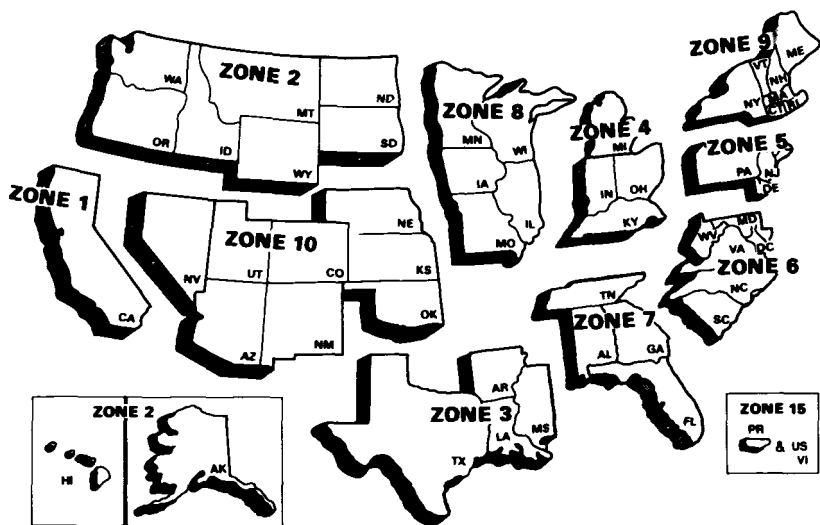 ZONE 2
WA
OR
ID
MT
WY
ND
SD
ZONE 8
MN
WI
IA
IL
MO
ZONE 4
MI
IN
OH
KY
ZONE 9
VT
ME
NH
NY
MA
ZONE 5
PA
DE
ZONE 1
CA
ZONE 10
NV
UT
CO
AZ
NM
NE
KS
OK
ZONE 6
WV
MD
VA
DC
NC
SC
ZONE 7
TN
AL
GA
FL
ZONE 3
AR
LA
MS
TX
ZONE 2
HI
AK
ZONE 15
PR
& US
VI